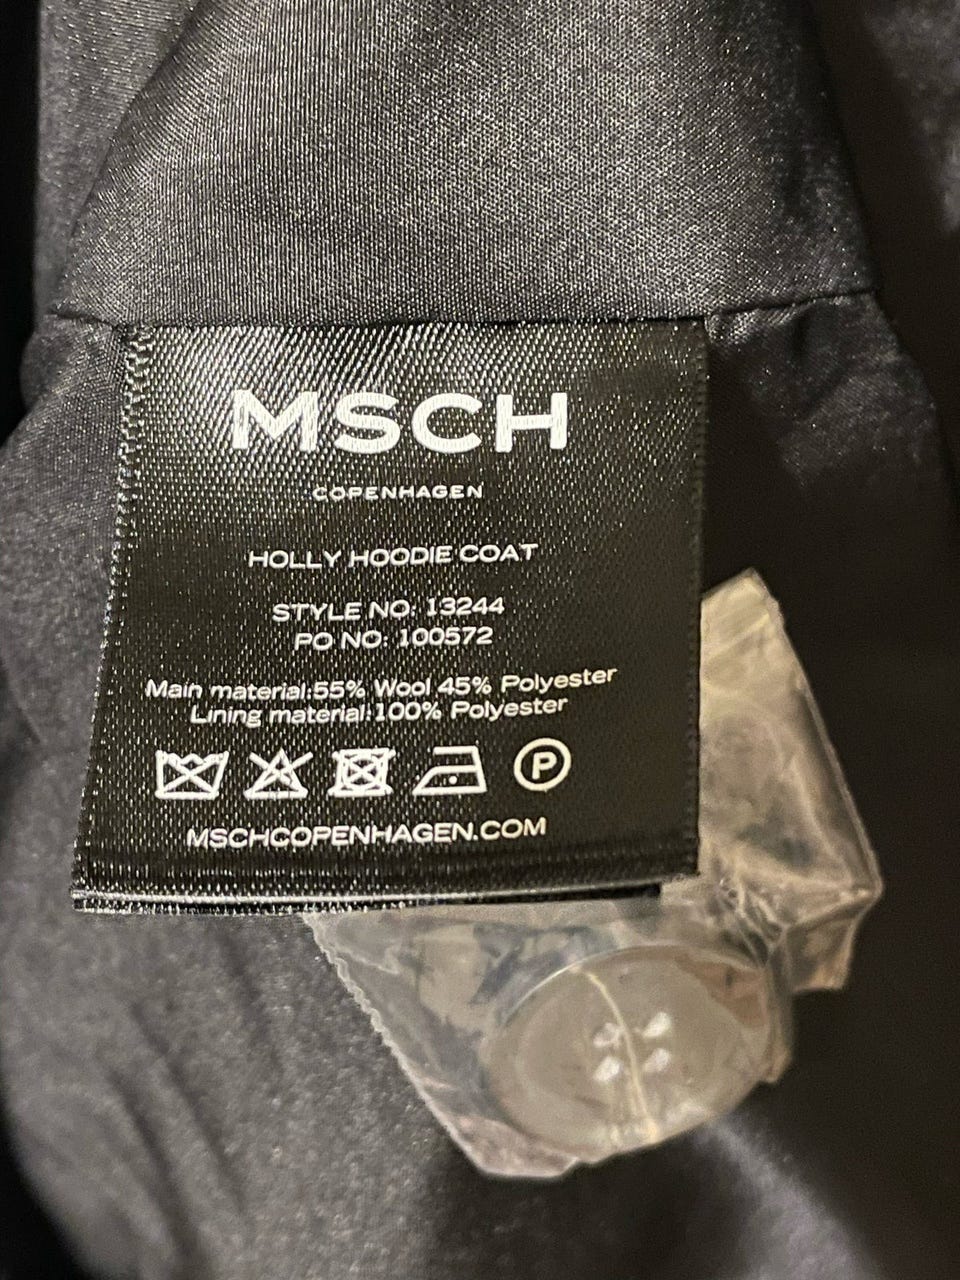 MSCH
COPENHAGEN
HOLLY HOODIE COAT
STYLE NO: 13244
PO NO: 100572
Main material:55% Wool 45% Polyester
Lining material:100% Polyester
P
MSCHCOPENHAGEN.COM